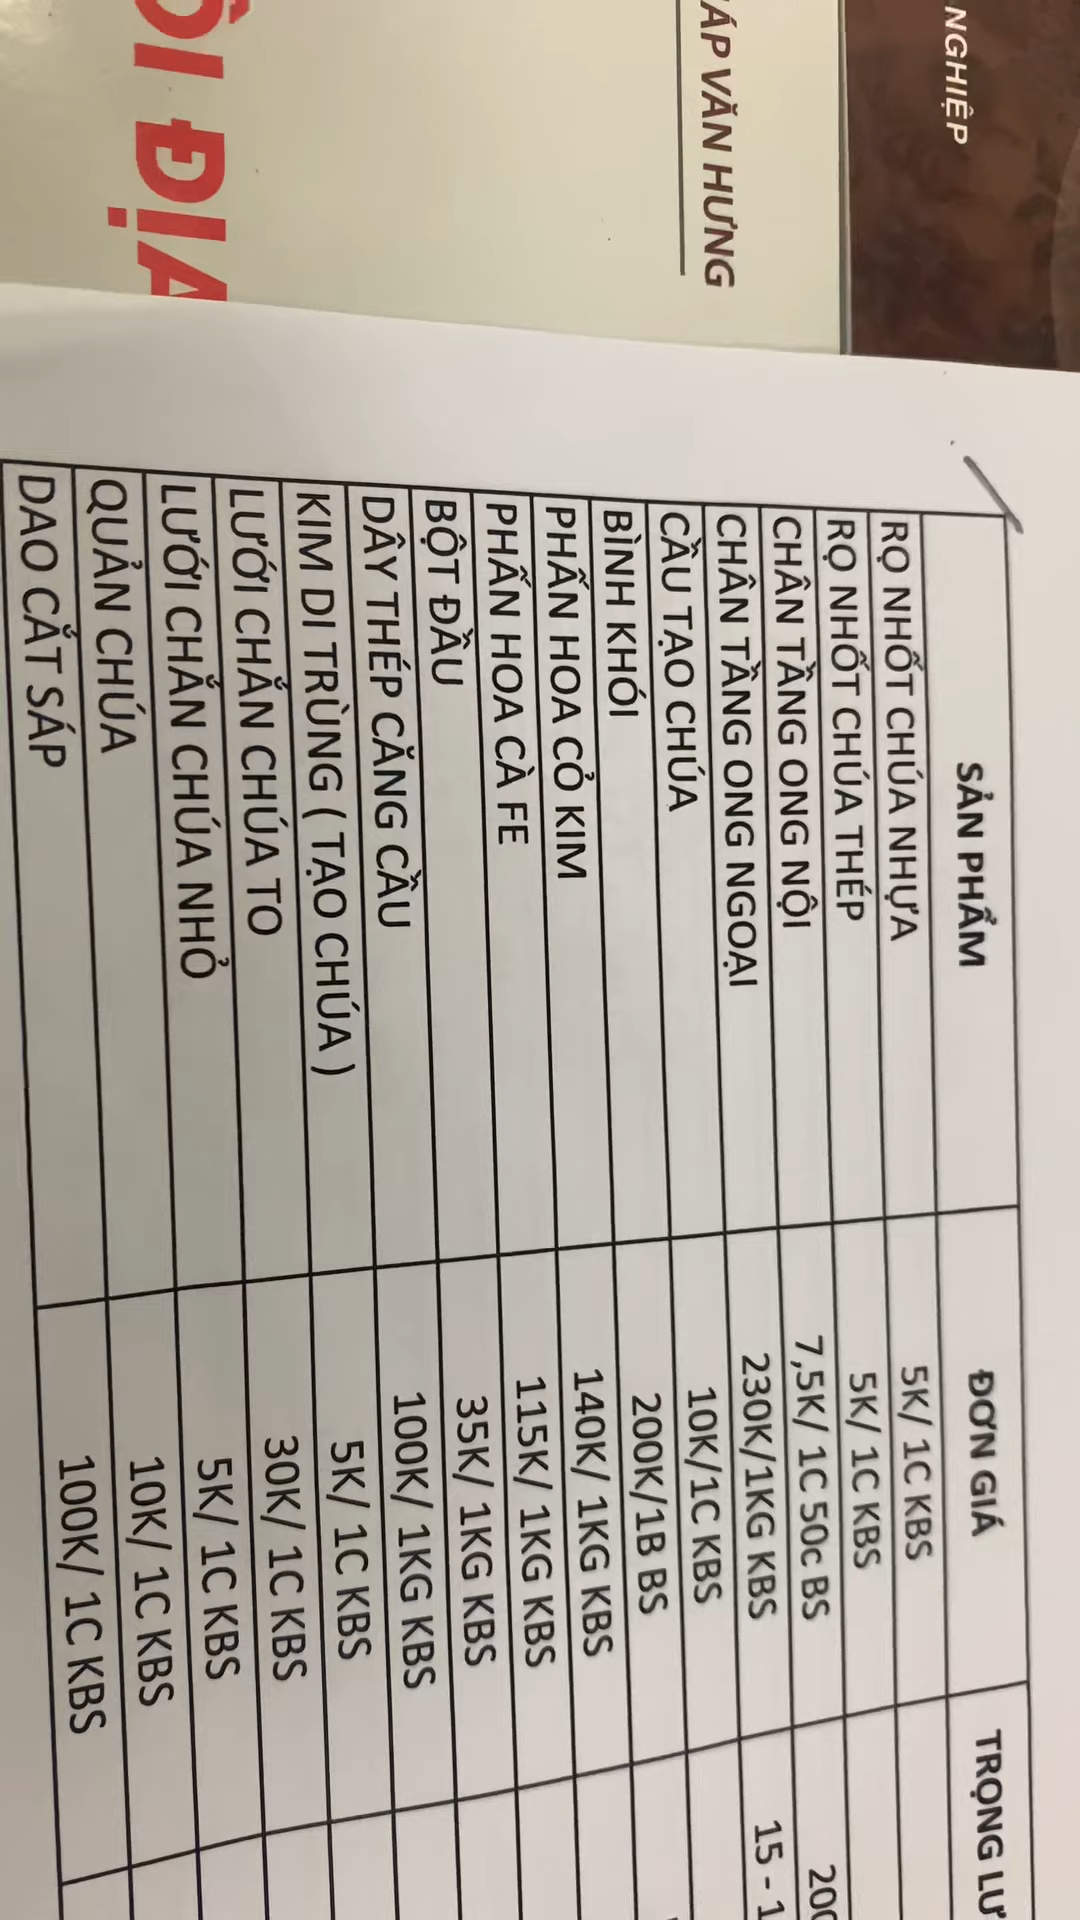 NGHIỆP
ÁP VĂN HƯNG
ÔI ĐỊA
SẢN PHẨM ĐƠN GIÁ TRỌNG LƯ
RỌ NHỐT CHÚA NHỰA 5K/ 1C KBS
RỌ NHỐT CHÚA THÉP 5K/ 1C KBS
CHÂN TẦNG ONG NỘI 7,5K/ 1C 50c BS 200
CHÂN TẦNG ONG NGOẠI 230K/1KG KBS 15 - 1
CẦU TẠO CHÚA 10K/1C KBS
BÌNH KHÓI 200K/1B BS
PHẤN HOA CỎ KIM 140K/ 1KG KBS
PHẤN HOA CÀ FE 115K/ 1KG KBS
BỘT ĐẦU 35K/ 1KG KBS
DÂY THÉP CĂNG CẦU 100K/ 1KG KBS
KIM DI TRÙNG ( TẠO CHÚA ) 5K/ 1C KBS
LƯỚI CHẮN CHÚA TO 30K/ 1C KBS
LƯỚI CHẮN CHÚA NHỎ 5K/ 1C KBS
QUẢN CHÚA 10K/ 1C KBS
DAO CẮT SÁP 100K/ 1C KBS